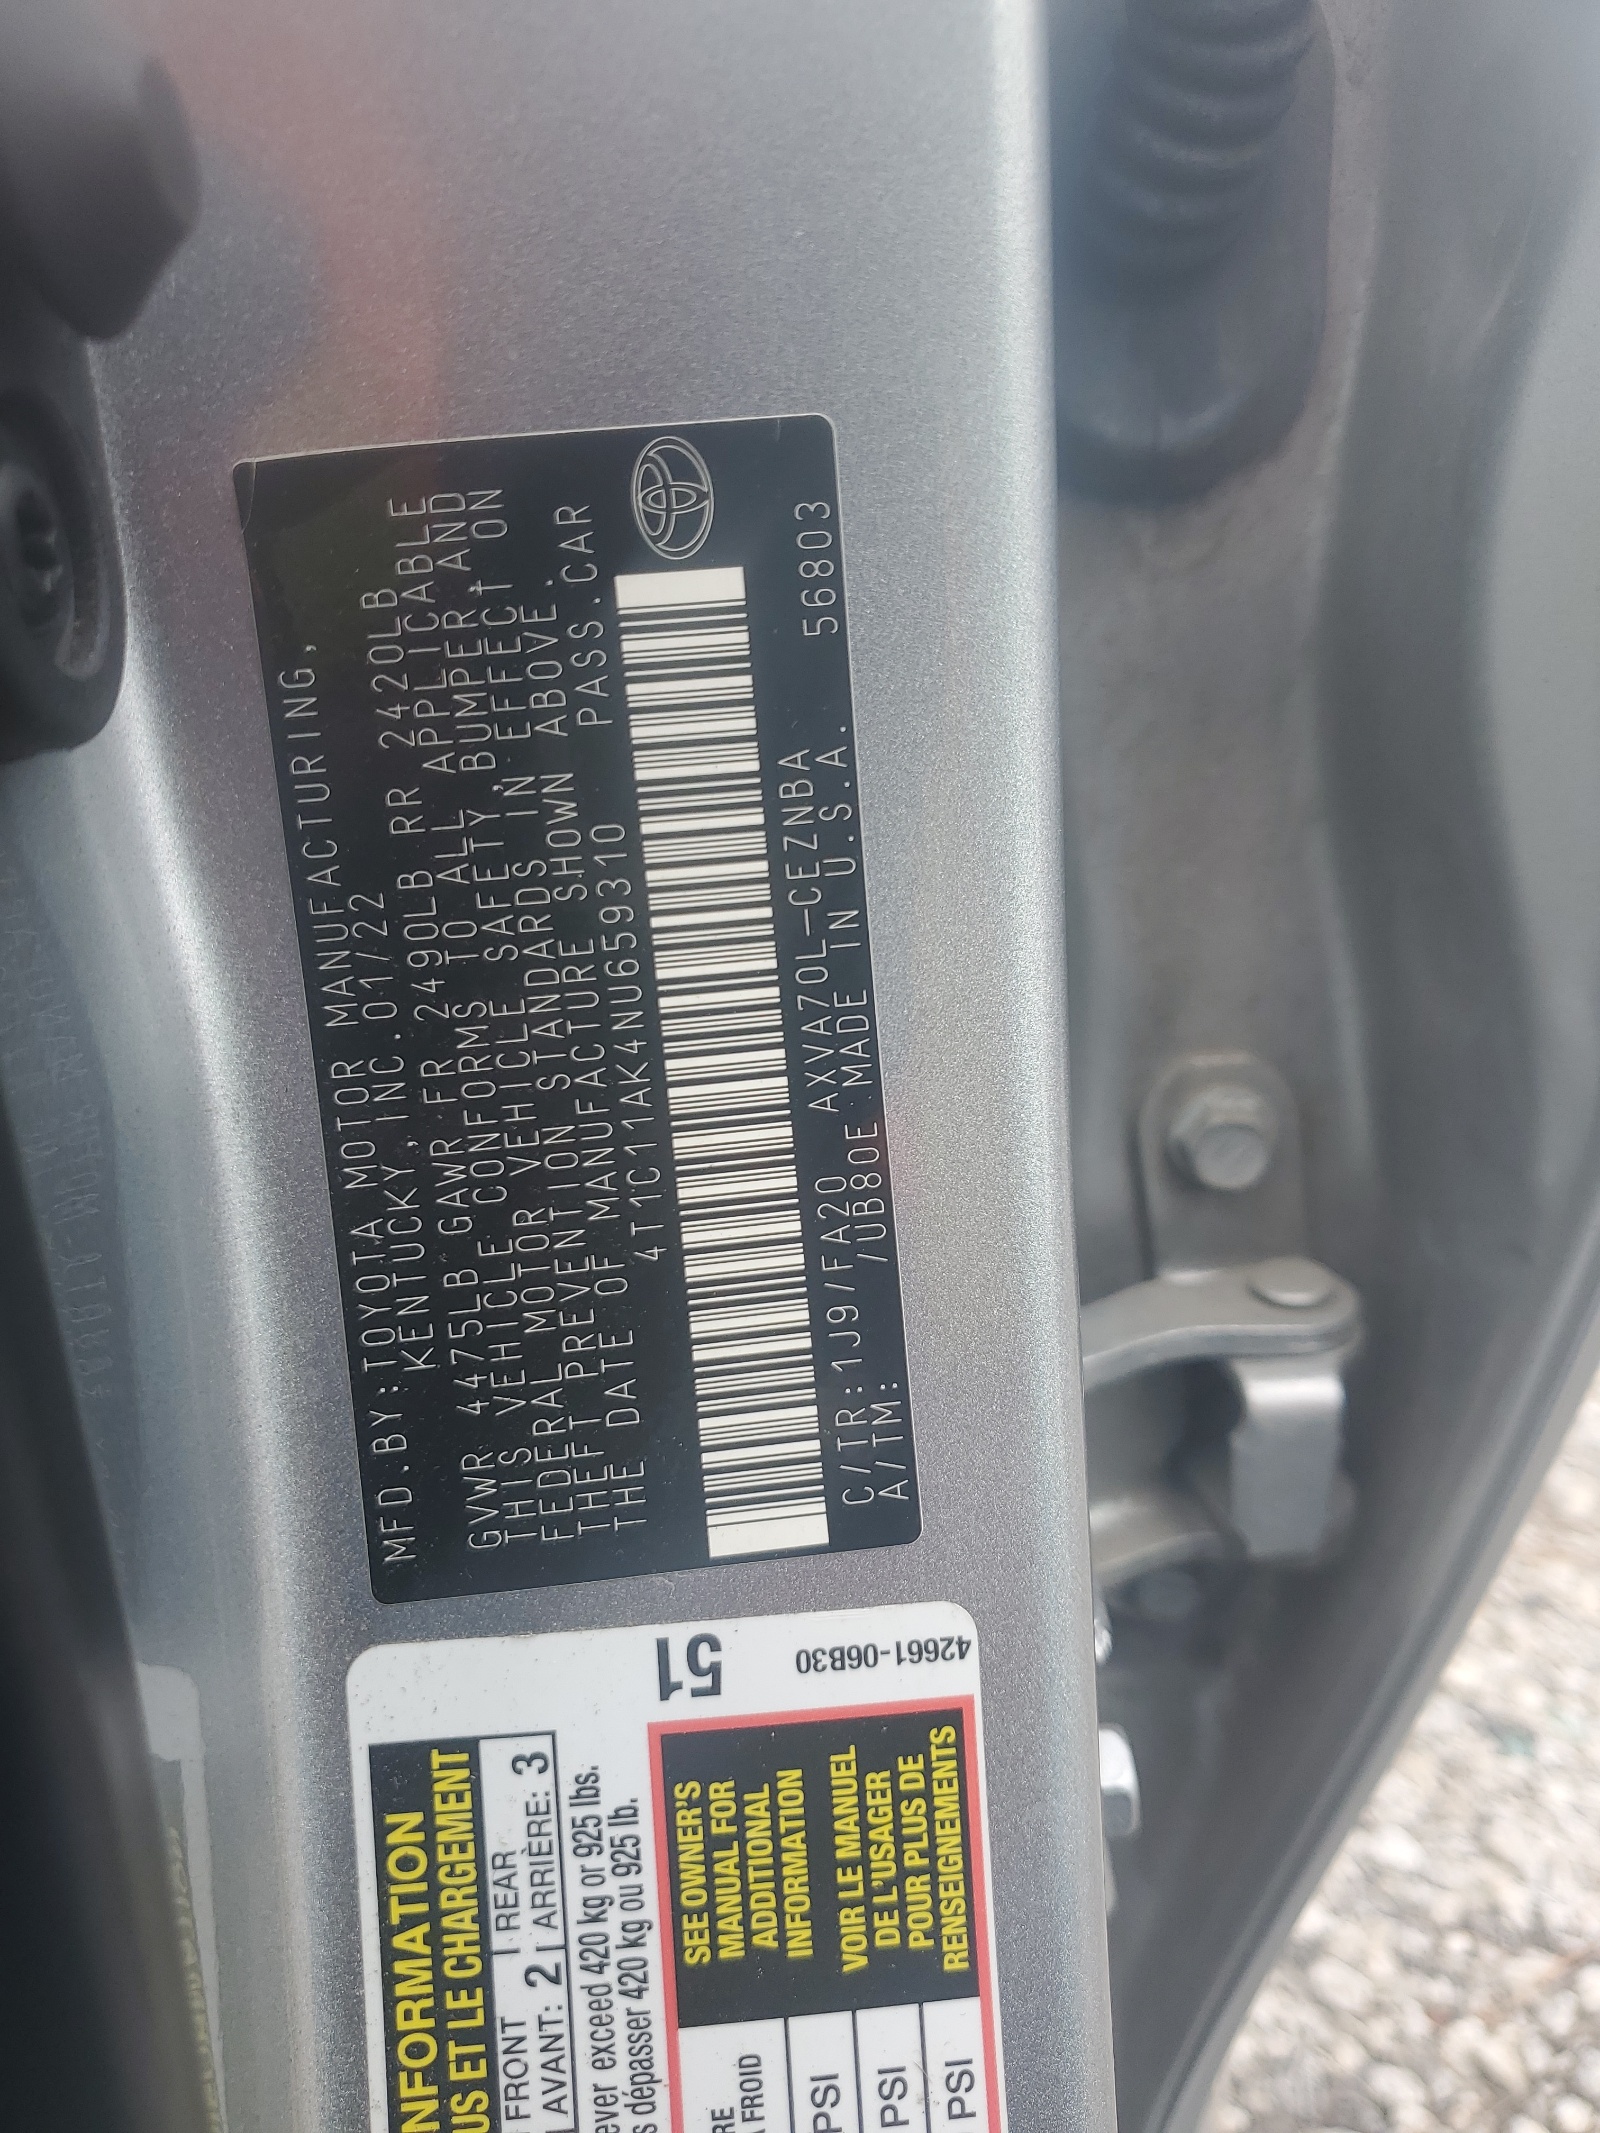 MFD.BY:TOYOTA MOTOR MANUFACTURING,
KENTUCKY, INC.01/22
GVWR 4475LB GAWR FR 2490LB RR 2420LB
THIS VEHICLE CONFORMS TO ALL APPLICABLE
FEDERAL MOTOR VEHICLE SAFETY, BUMPER, AND
THEFT PREVENTION STANDARDS IN EFFECT ON
THE DATE OF MANUFACTURE SHOWN ABOVE.
4T1C11AK4NU659310 PASS.CAR
C/TR:1J9/FA20 AXVA70L-CEZNBA 56803
A/TM: /UB80E MADE IN U.S.A.
51
42661-06B30
INFORMATION
US ET LE CHARGEMENT
FRONT REAR
AVANT: 2 ARRIÈRE: 3
ever exceed 420 kg or 925 lbs.
s dépasser 420 kg ou 925 lb.
RE
FROID
PSI
PSI
PSI
SEE OWNER'S
MANUAL FOR
ADDITIONAL
INFORMATION
VOIR LE MANUEL
DE L'USAGER
POUR PLUS DE
RENSEIGNEMENTS